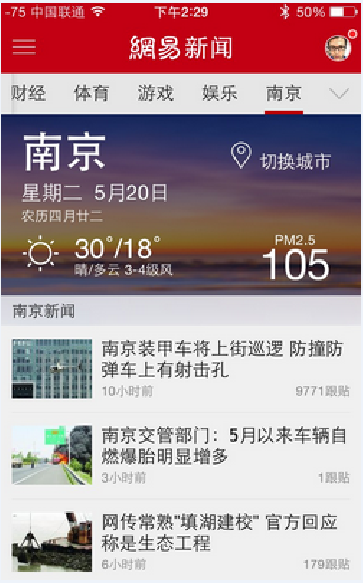 -75 中国联通 下午2:29 50%
網易新闻
财经 体育 游戏 娱乐 南京
南京
切换城市
星期二 5月20日
农历四月廿二
30°/18°
晴/多云 3-4级风
PM2.5
105
南京新闻
南京装甲车将上街巡逻 防撞防
弹车上有射击孔
10小时前 9771跟贴
南京交管部门：5月以来车辆自
燃爆胎明显增多
3小时前 1跟贴
网传常熟"填湖建校" 官方回应
称是生态工程
6小时前 179跟贴